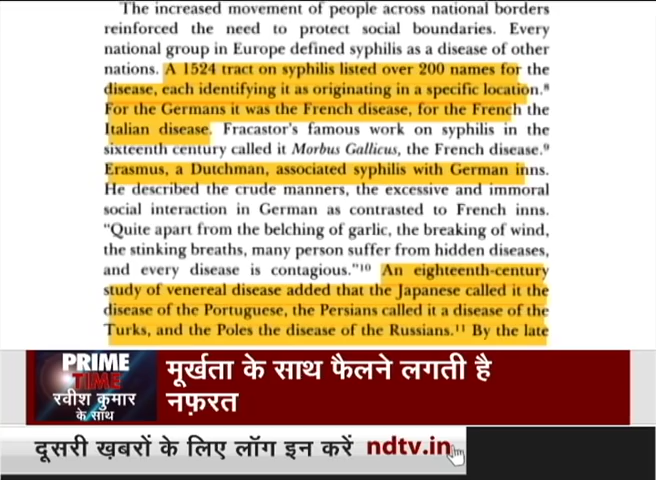 The increased movement of people across national borders
reinforced the need to protect social boundaries. Every
national group in Europe defined syphilis as a disease of other
nations. A 1524 tract on syphilis listed over 200 names for the
disease, each identifying it as originating in a specific location.⁸
For the Germans it was the French disease, for the French the
Italian disease. Fracastor's famous work on syphilis in the
sixteenth century called it Morbus Gallicus, the French disease.⁹
Erasmus, a Dutchman, associated syphilis with German inns.
He described the crude manners, the excessive and immoral
social interaction in German as contrasted to French inns.
“Quite apart from the belching of garlic, the breaking of wind,
the stinking breaths, many person suffer from hidden diseases,
and every disease is contagious.”¹⁰ An eighteenth-century
study of venereal disease added that the Japanese called it the
disease of the Portuguese, the Persians called it a disease of the
Turks, and the Poles the disease of the Russians.¹¹ By the late
PRIME
TIME
रवीश कुमार
के साथ
मूर्खता के साथ फैलने लगती है
नफ़रत
दूसरी ख़बरों के लिए लॉग इन करें ndtv.in